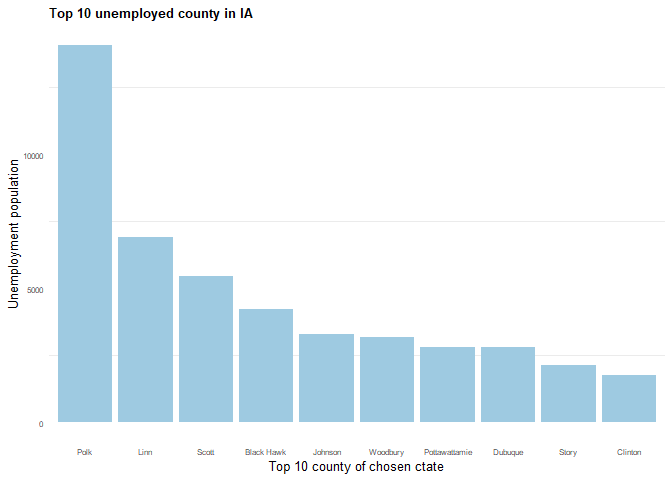 Top 10 unemployed county in IA
Unemployment population
10000
5000
0
Polk Linn Scott Black Hawk Johnson Woodbury Pottawattamie Dubuque Story Clinton
Top 10 county of chosen ctate